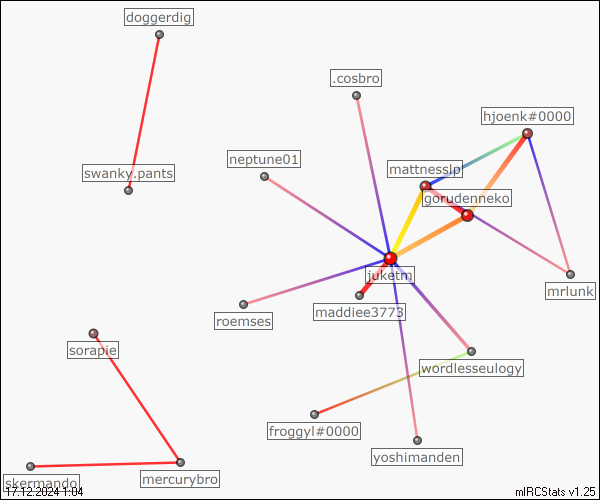 doggerdig
.cosbro
hjoenk#0000
neptune01
mattnesslp
swanky.pants
gorudenneko
juketm
mrlunk
roemses
maddiee3773
sorapie
wordlesseulogy
froggyl#0000
yoshimanden
skermando
mercurybro
17.12.2024 1:04
mIRCStats v1.25